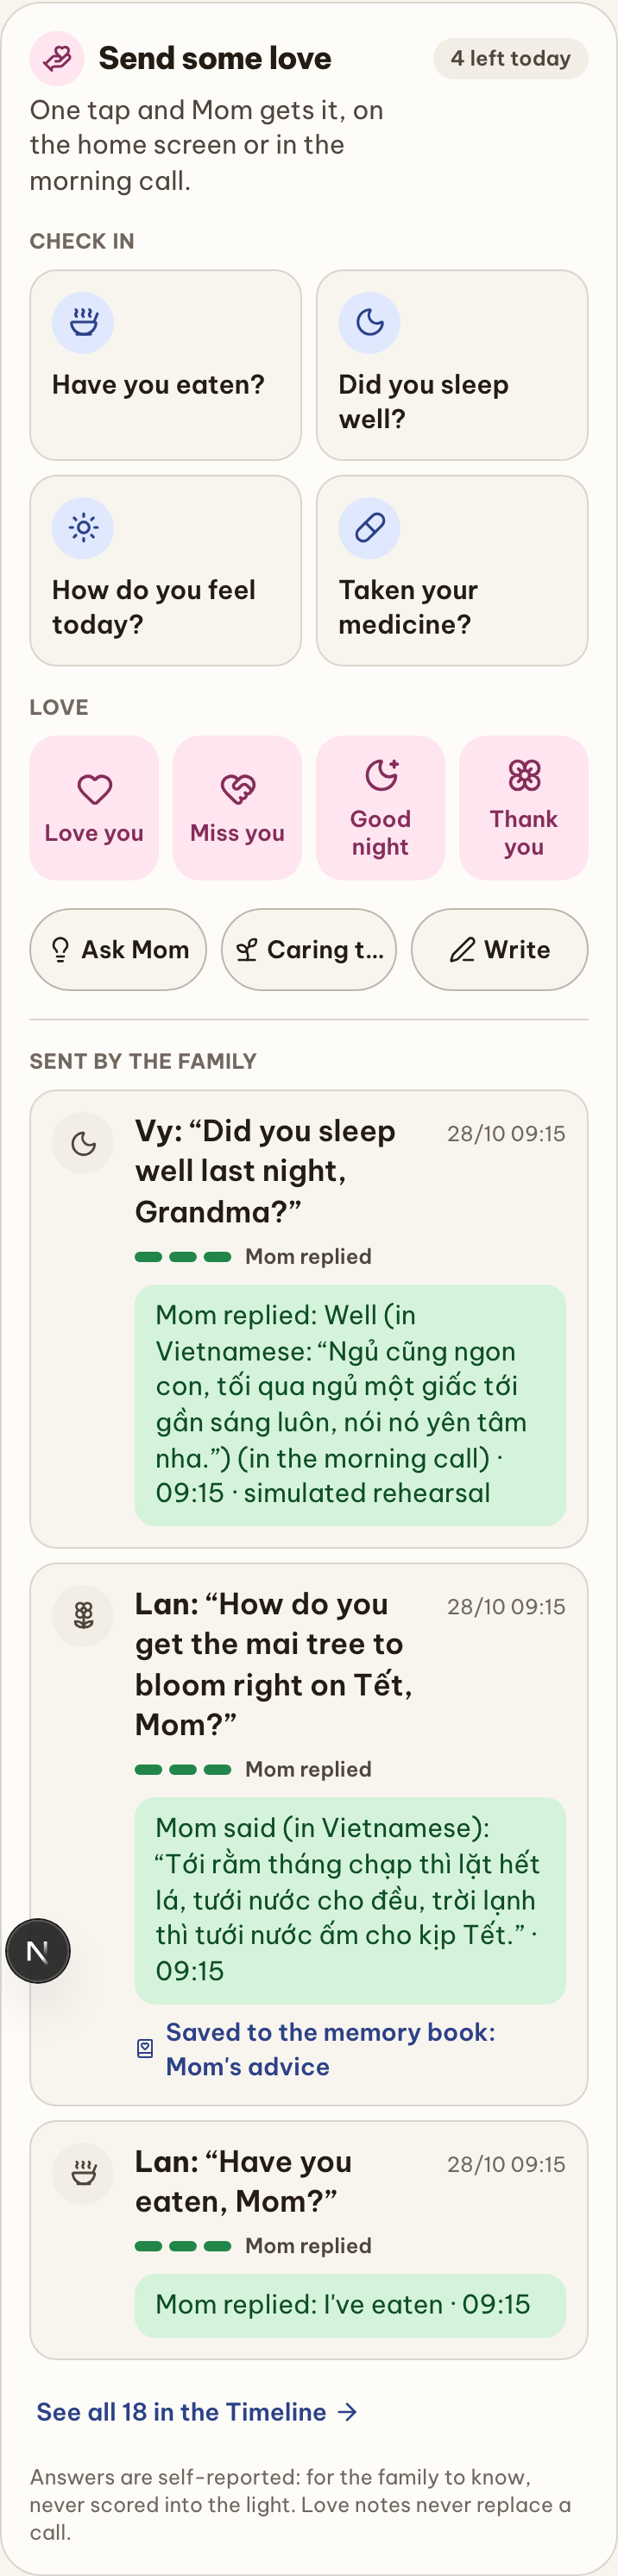 Send some love
4 left today
One tap and Mom gets it, on
the home screen or in the
morning call.
CHECK IN
Have you eaten?
Did you sleep
well?
How do you feel
today?
Taken your
medicine?
LOVE
Love you
Miss you
Good
night
Thank
you
Ask Mom
Caring t...
Write
SENT BY THE FAMILY
Vy: “Did you sleep
well last night,
Grandma?”
28/10 09:15
Mom replied
Mom replied: Well (in
Vietnamese: “Ngủ cũng ngon
con, tối qua ngủ một giấc tới
gần sáng luôn, nói nó yên tâm
nha.”) (in the morning call) ·
09:15 · simulated rehearsal
Lan: “How do you
get the mai tree to
bloom right on Tết,
Mom?”
28/10 09:15
Mom replied
Mom said (in Vietnamese):
“Tới rằm tháng chạp thì lặt hết
lá, tưới nước cho đều, trời lạnh
thì tưới nước ấm cho kịp Tết.” ·
09:15
N
Saved to the memory book:
Mom's advice
Lan: “Have you
eaten, Mom?”
28/10 09:15
Mom replied
Mom replied: I've eaten · 09:15
See all 18 in the Timeline →
Answers are self-reported: for the family to know,
never scored into the light. Love notes never replace a
call.